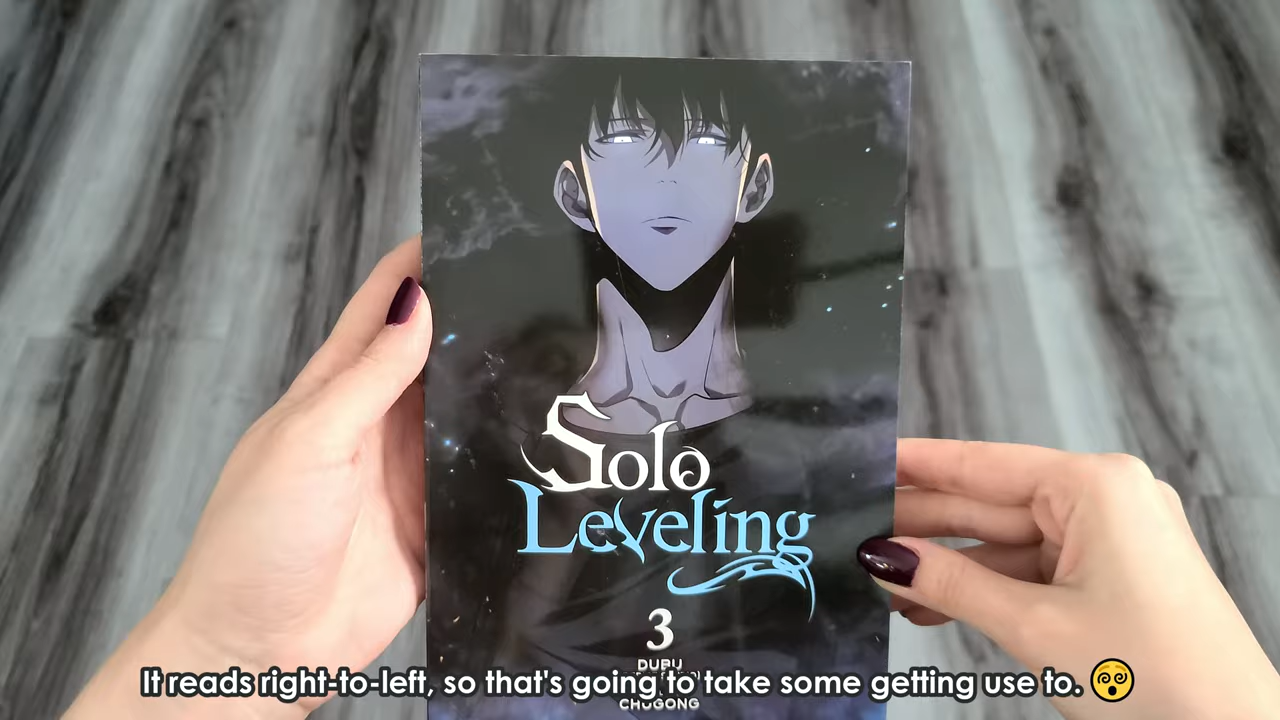 Solo
Leveling
3
DUBU
CHUGONG
It reads right-to-left, so that's going to take some getting use to. 😵‍💫